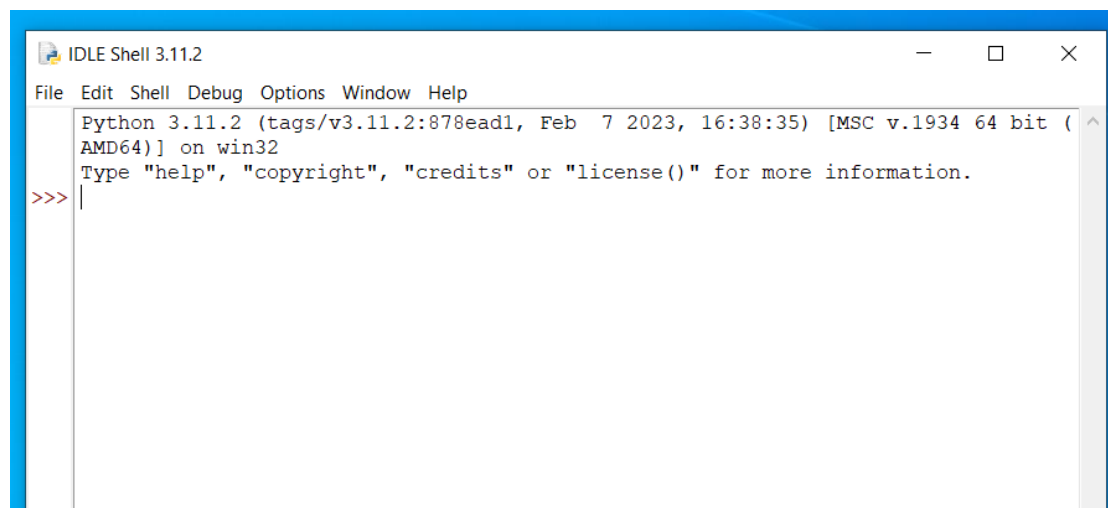 IDLE Shell 3.11.2
File Edit Shell Debug Options Window Help
Python 3.11.2 (tags/v3.11.2:878ead1, Feb  7 2023, 16:38:35) [MSC v.1934 64 bit (
AMD64)] on win32
Type "help", "copyright", "credits" or "license()" for more information.
>>>